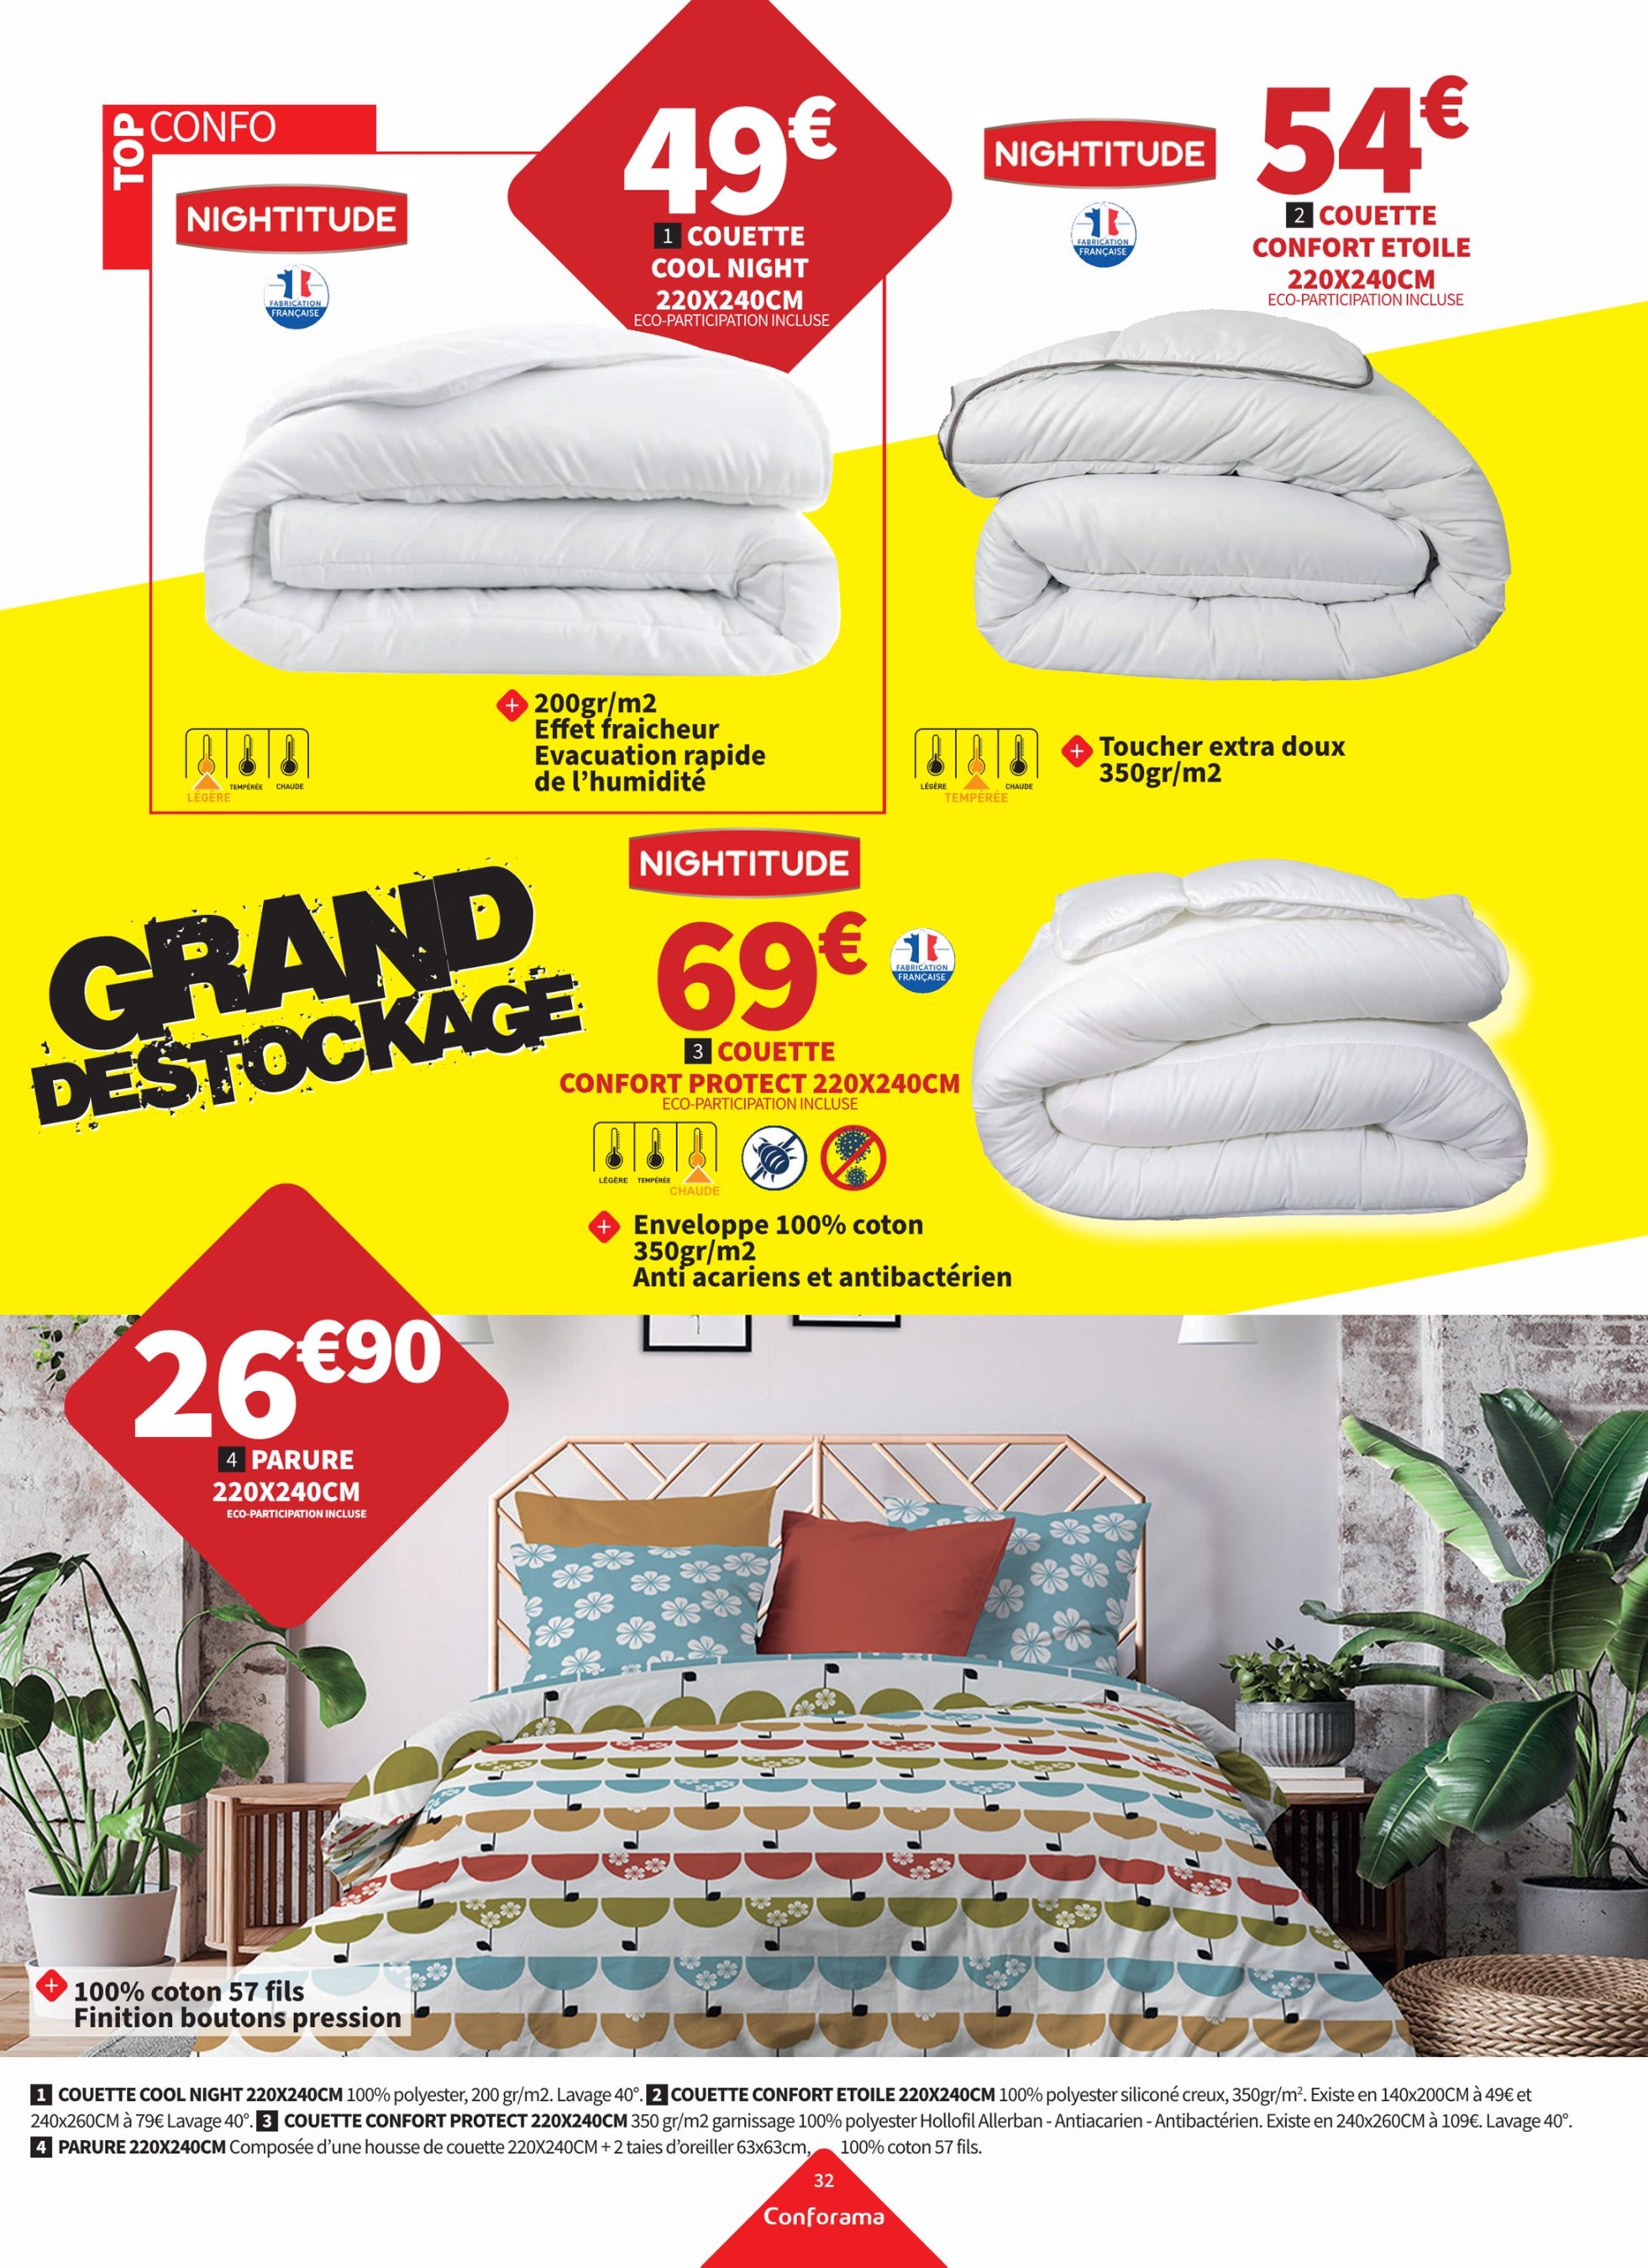 TOP CONFO
NIGHTITUDE
FABRICATION
FRANÇAISE
49€
1 COUETTE
COOL NIGHT
220X240CM
ECO-PARTICIPATION INCLUSE
200gr/m2
Effet fraicheur
Evacuation rapide
de l'humidité
LÉGÈRE TEMPÉRÉE CHAUDE
NIGHTITUDE
FABRICATION
FRANÇAISE
54€
2 COUETTE
CONFORT ETOILE
220X240CM
ECO-PARTICIPATION INCLUSE
LÉGÈRE TEMPÉRÉE CHAUDE
Toucher extra doux
350gr/m2
GRAND
DESTOCKAGE
NIGHTITUDE
69€
FABRICATION
FRANÇAISE
3 COUETTE
CONFORT PROTECT 220X240CM
ECO-PARTICIPATION INCLUSE
LÉGÈRE TEMPÉRÉE CHAUDE
Enveloppe 100% coton
350gr/m2
Anti acariens et antibactérien
26€90
4 PARURE
220X240CM
ECO-PARTICIPATION INCLUSE
100% coton 57 fils
Finition boutons pression
1 COUETTE COOL NIGHT 220X240CM 100% polyester, 200 gr/m2. Lavage 40°. 2 COUETTE CONFORT ETOILE 220X240CM 100% polyester siliconé creux, 350gr/m². Existe en 140x200CM à 49€ et
240x260CM à 79€ Lavage 40°. 3 COUETTE CONFORT PROTECT 220X240CM 350 gr/m2 garnissage 100% polyester Hollofil Allerban - Antiacarien - Antibactérien. Existe en 240x260CM à 109€. Lavage 40°.
4 PARURE 220X240CM Composée d'une housse de couette 220X240CM + 2 taies d'oreiller 63x63cm, 100% coton 57 fils.
32
Conforama